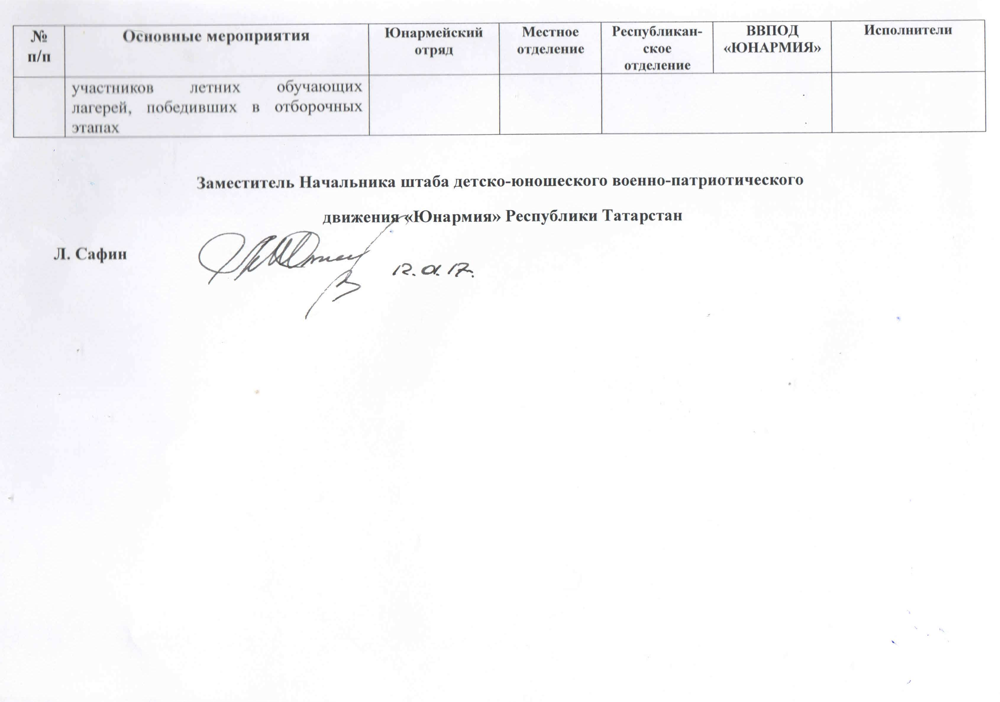 № п/п
Основные мероприятия
Юнармейский отряд
Местное отделение
Республикан-
ское
отделение
ВВПОД
«ЮНАРМИЯ»
Исполнители
участников летних обучающих
лагерей, победивших в отборочных
этапах
Заместитель Начальника штаба детско-юношеского военно-патриотического
движения «Юнармия» Республики Татарстан
Л. Сафин
12.01.17.